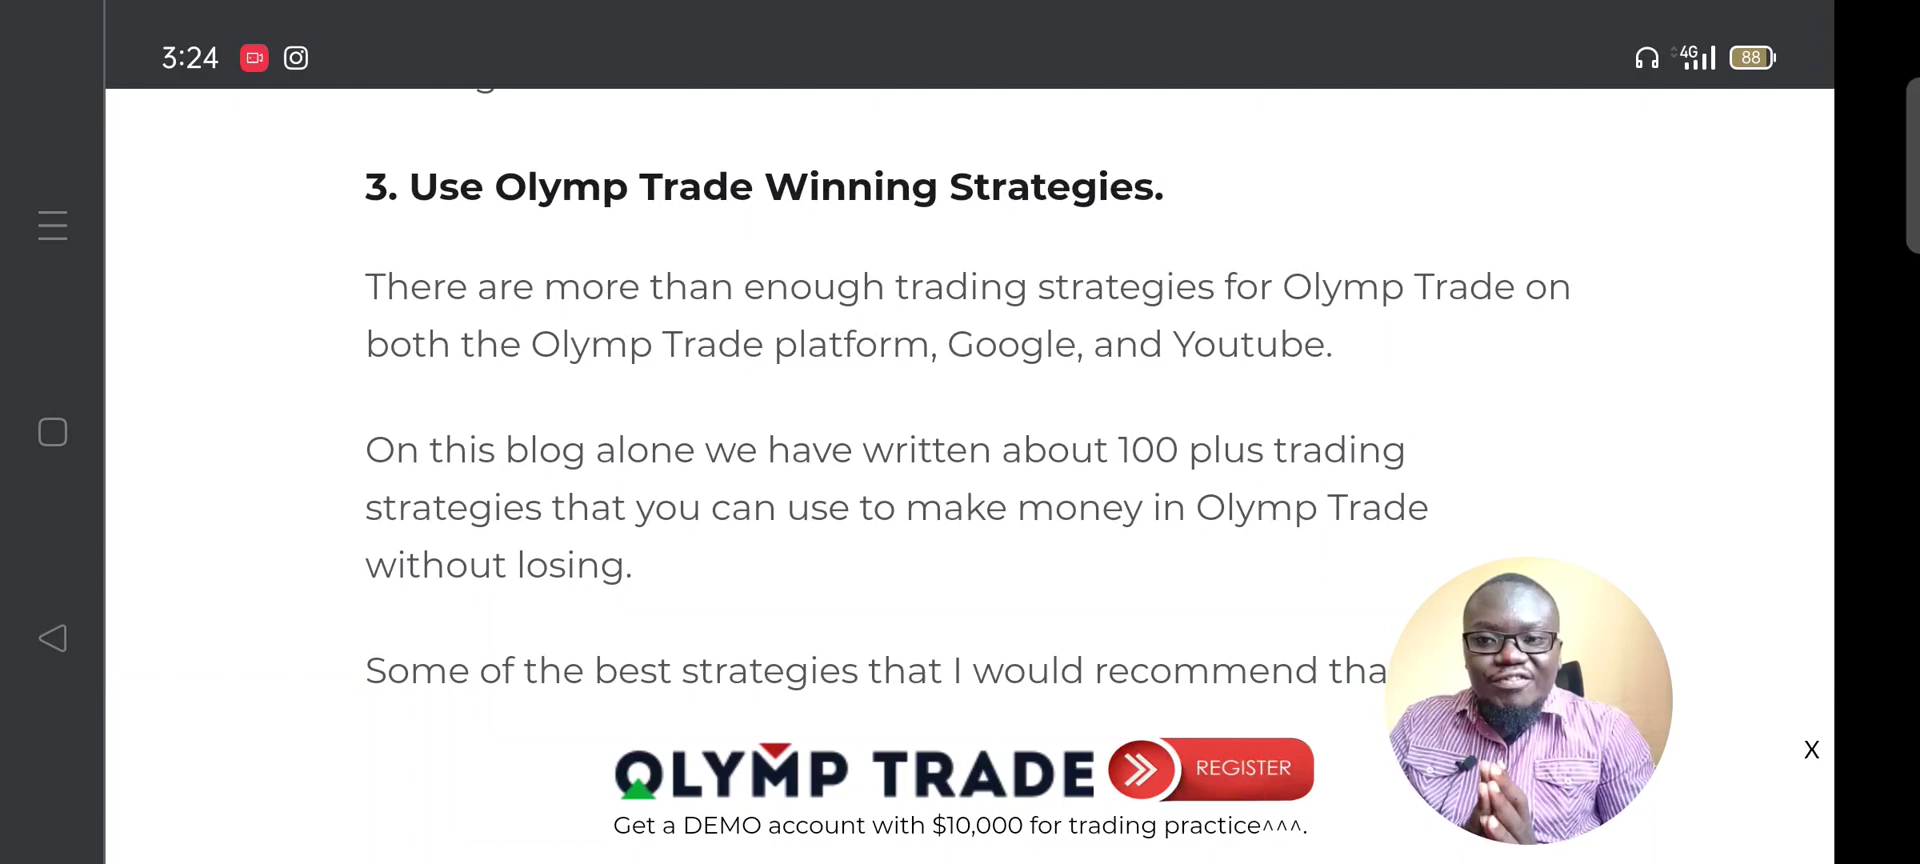 3:24
4G
88
3. Use Olymp Trade Winning Strategies.
There are more than enough trading strategies for Olymp Trade on
both the Olymp Trade platform, Google, and Youtube.
On this blog alone we have written about 100 plus trading
strategies that you can use to make money in Olymp Trade
without losing.
Some of the best strategies that I would recommend tha
X
OLYMP TRADE REGISTER
Get a DEMO account with $10,000 for trading practice^^^.